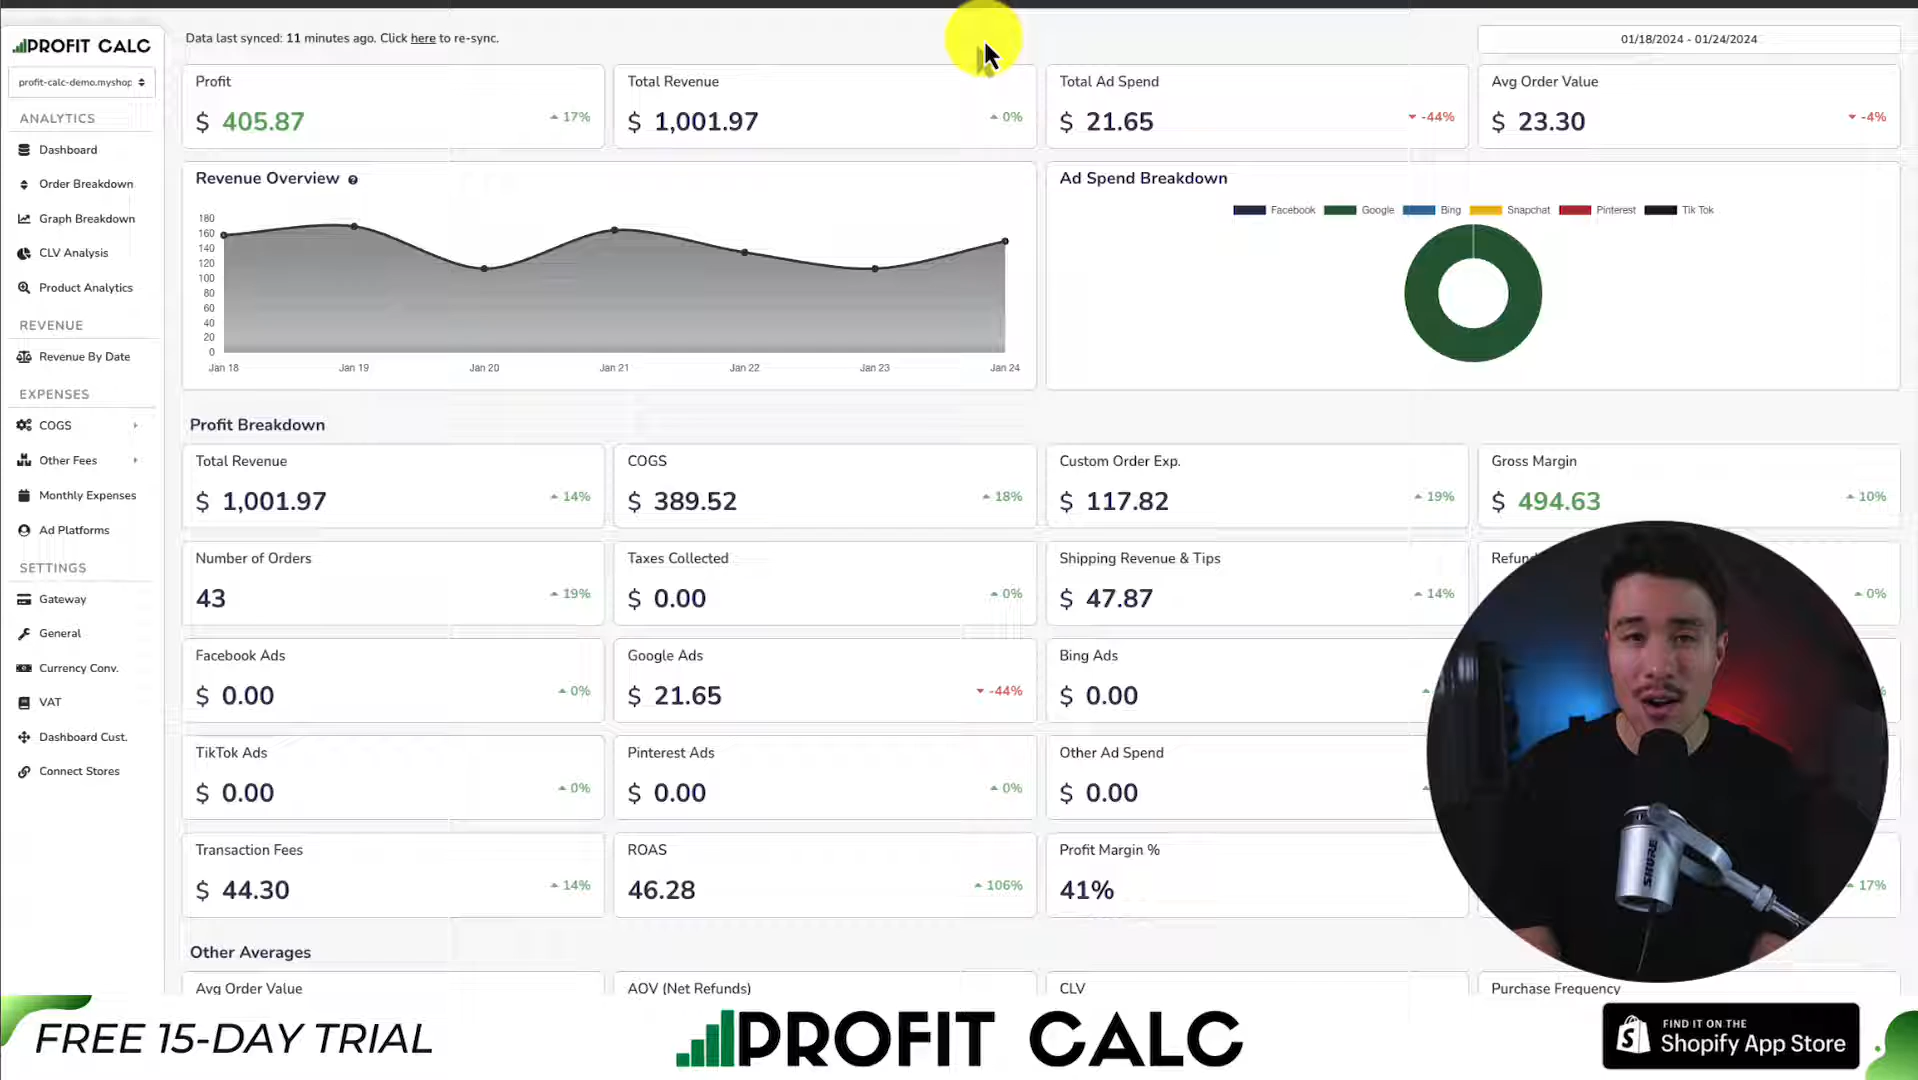 PROFIT CALC
Data last synced: 11 minutes ago. Click here to re-sync.
01/18/2024 - 01/24/2024
profit-calc-demo.myshop
ANALYTICS
Dashboard
Order Breakdown
Graph Breakdown
CLV Analysis
Product Analytics
REVENUE
Revenue By Date
EXPENSES
COGS
Other Fees
Monthly Expenses
Ad Platforms
SETTINGS
Gateway
General
Currency Conv.
VAT
Dashboard Cust.
Connect Stores
Profit
$ 405.87 17%
Total Revenue
$ 1,001.97 0%
Total Ad Spend
$ 21.65 -44%
Avg Order Value
$ 23.30 -4%
Revenue Overview
180
160
140
120
100
80
60
40
20
0
Jan 18 Jan 19 Jan 20 Jan 21 Jan 22 Jan 23 Jan 24
Ad Spend Breakdown
Facebook Google Bing Snapchat Pinterest Tik Tok
Profit Breakdown
Total Revenue
$ 1,001.97 14%
COGS
$ 389.52 18%
Custom Order Exp.
$ 117.82 19%
Gross Margin
$ 494.63 10%
Number of Orders
43 19%
Taxes Collected
$ 0.00 0%
Shipping Revenue & Tips
$ 47.87 14%
0%
Facebook Ads
$ 0.00 0%
Google Ads
$ 21.65 -44%
Bing Ads
$ 0.00
TikTok Ads
$ 0.00 0%
Pinterest Ads
$ 0.00 0%
Other Ad Spend
$ 0.00
Transaction Fees
$ 44.30 14%
ROAS
46.28 106%
Profit Margin %
41%
17%
Other Averages
Avg Order Value
AOV (Net Refunds)
CLV
Purchase Frequency
SHURE
FREE 15-DAY TRIAL
PROFIT CALC
FIND IT ON THE
Shopify App Store